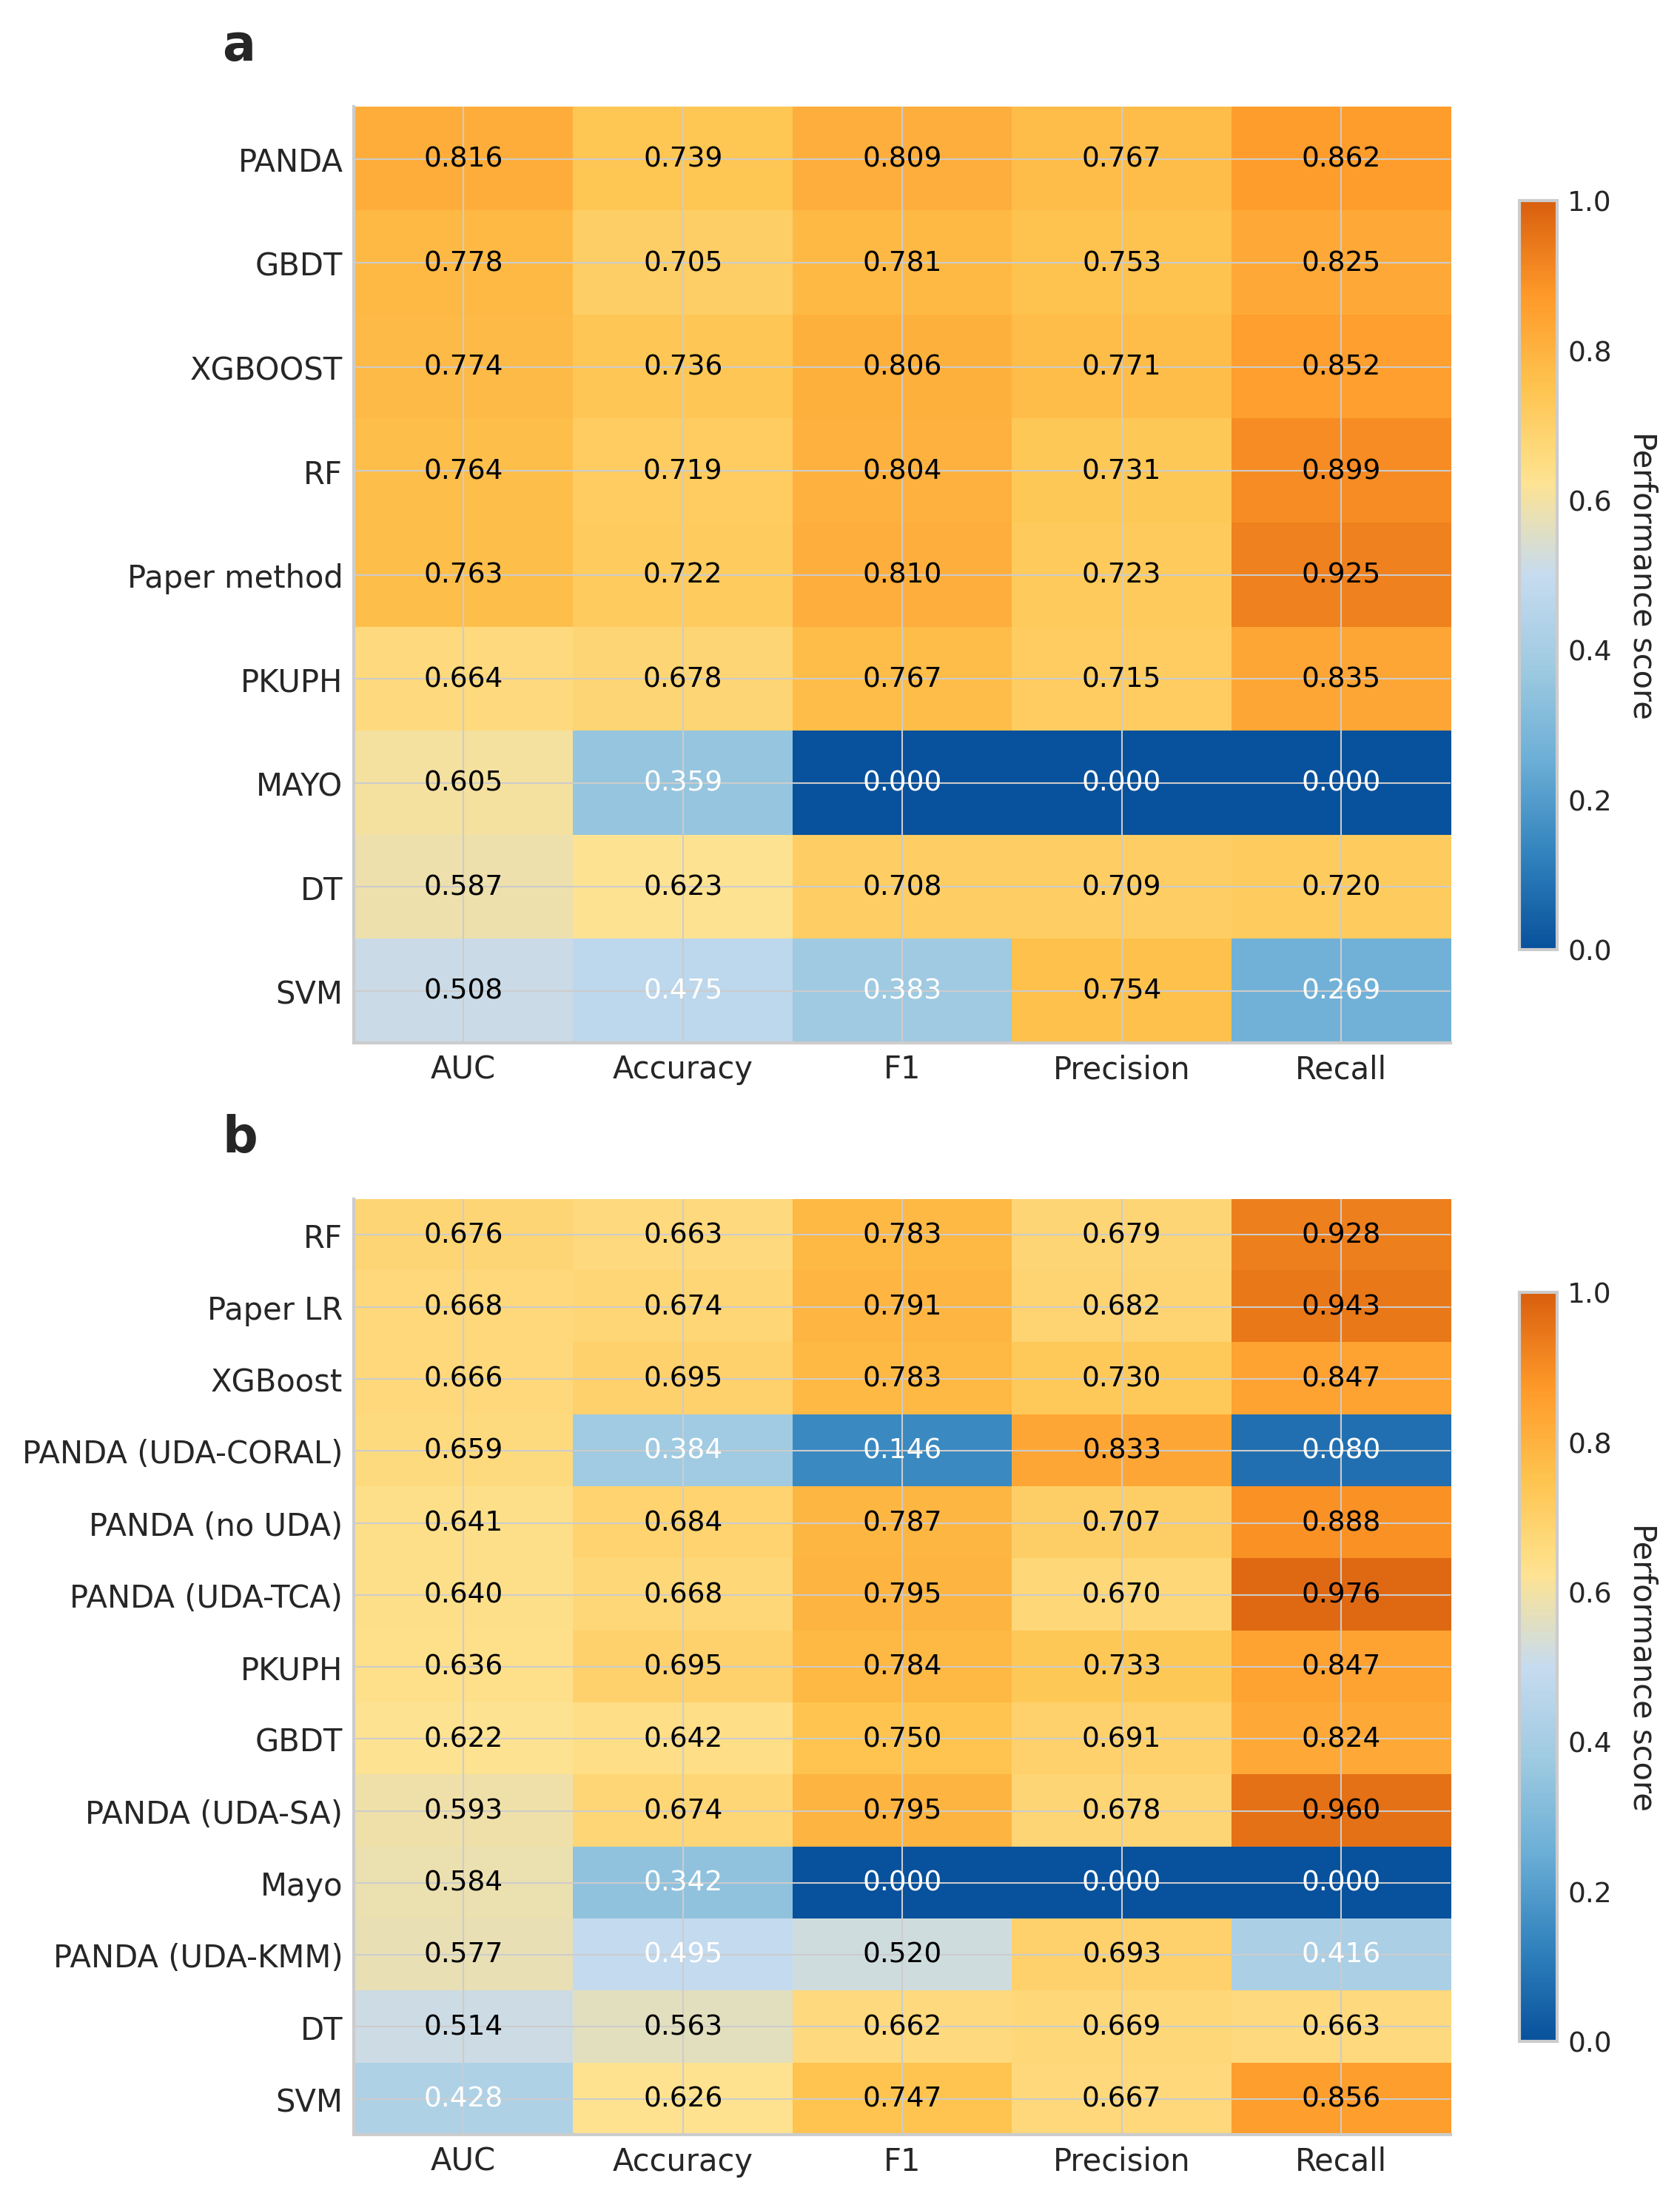 a
PANDA 0.816 0.739 0.809 0.767 0.862
GBDT 0.778 0.705 0.781 0.753 0.825
XGBOOST 0.774 0.736 0.806 0.771 0.852
RF 0.764 0.719 0.804 0.731 0.899
Paper method 0.763 0.722 0.810 0.723 0.925
PKUPH 0.664 0.678 0.767 0.715 0.835
MAYO 0.605 0.359 0.000 0.000 0.000
DT 0.587 0.623 0.708 0.709 0.720
SVM 0.508 0.475 0.383 0.754 0.269
AUC Accuracy F1 Precision Recall
1.0
0.8
0.6
0.4
0.2
0.0
Performance score
b
RF 0.676 0.663 0.783 0.679 0.928
Paper LR 0.668 0.674 0.791 0.682 0.943
XGBoost 0.666 0.695 0.783 0.730 0.847
PANDA (UDA-CORAL) 0.659 0.384 0.146 0.833 0.080
PANDA (no UDA) 0.641 0.684 0.787 0.707 0.888
PANDA (UDA-TCA) 0.640 0.668 0.795 0.670 0.976
PKUPH 0.636 0.695 0.784 0.733 0.847
GBDT 0.622 0.642 0.750 0.691 0.824
PANDA (UDA-SA) 0.593 0.674 0.795 0.678 0.960
Mayo 0.584 0.342 0.000 0.000 0.000
PANDA (UDA-KMM) 0.577 0.495 0.520 0.693 0.416
DT 0.514 0.563 0.662 0.669 0.663
SVM 0.428 0.626 0.747 0.667 0.856
AUC Accuracy F1 Precision Recall
1.0
0.8
0.6
0.4
0.2
0.0
Performance score